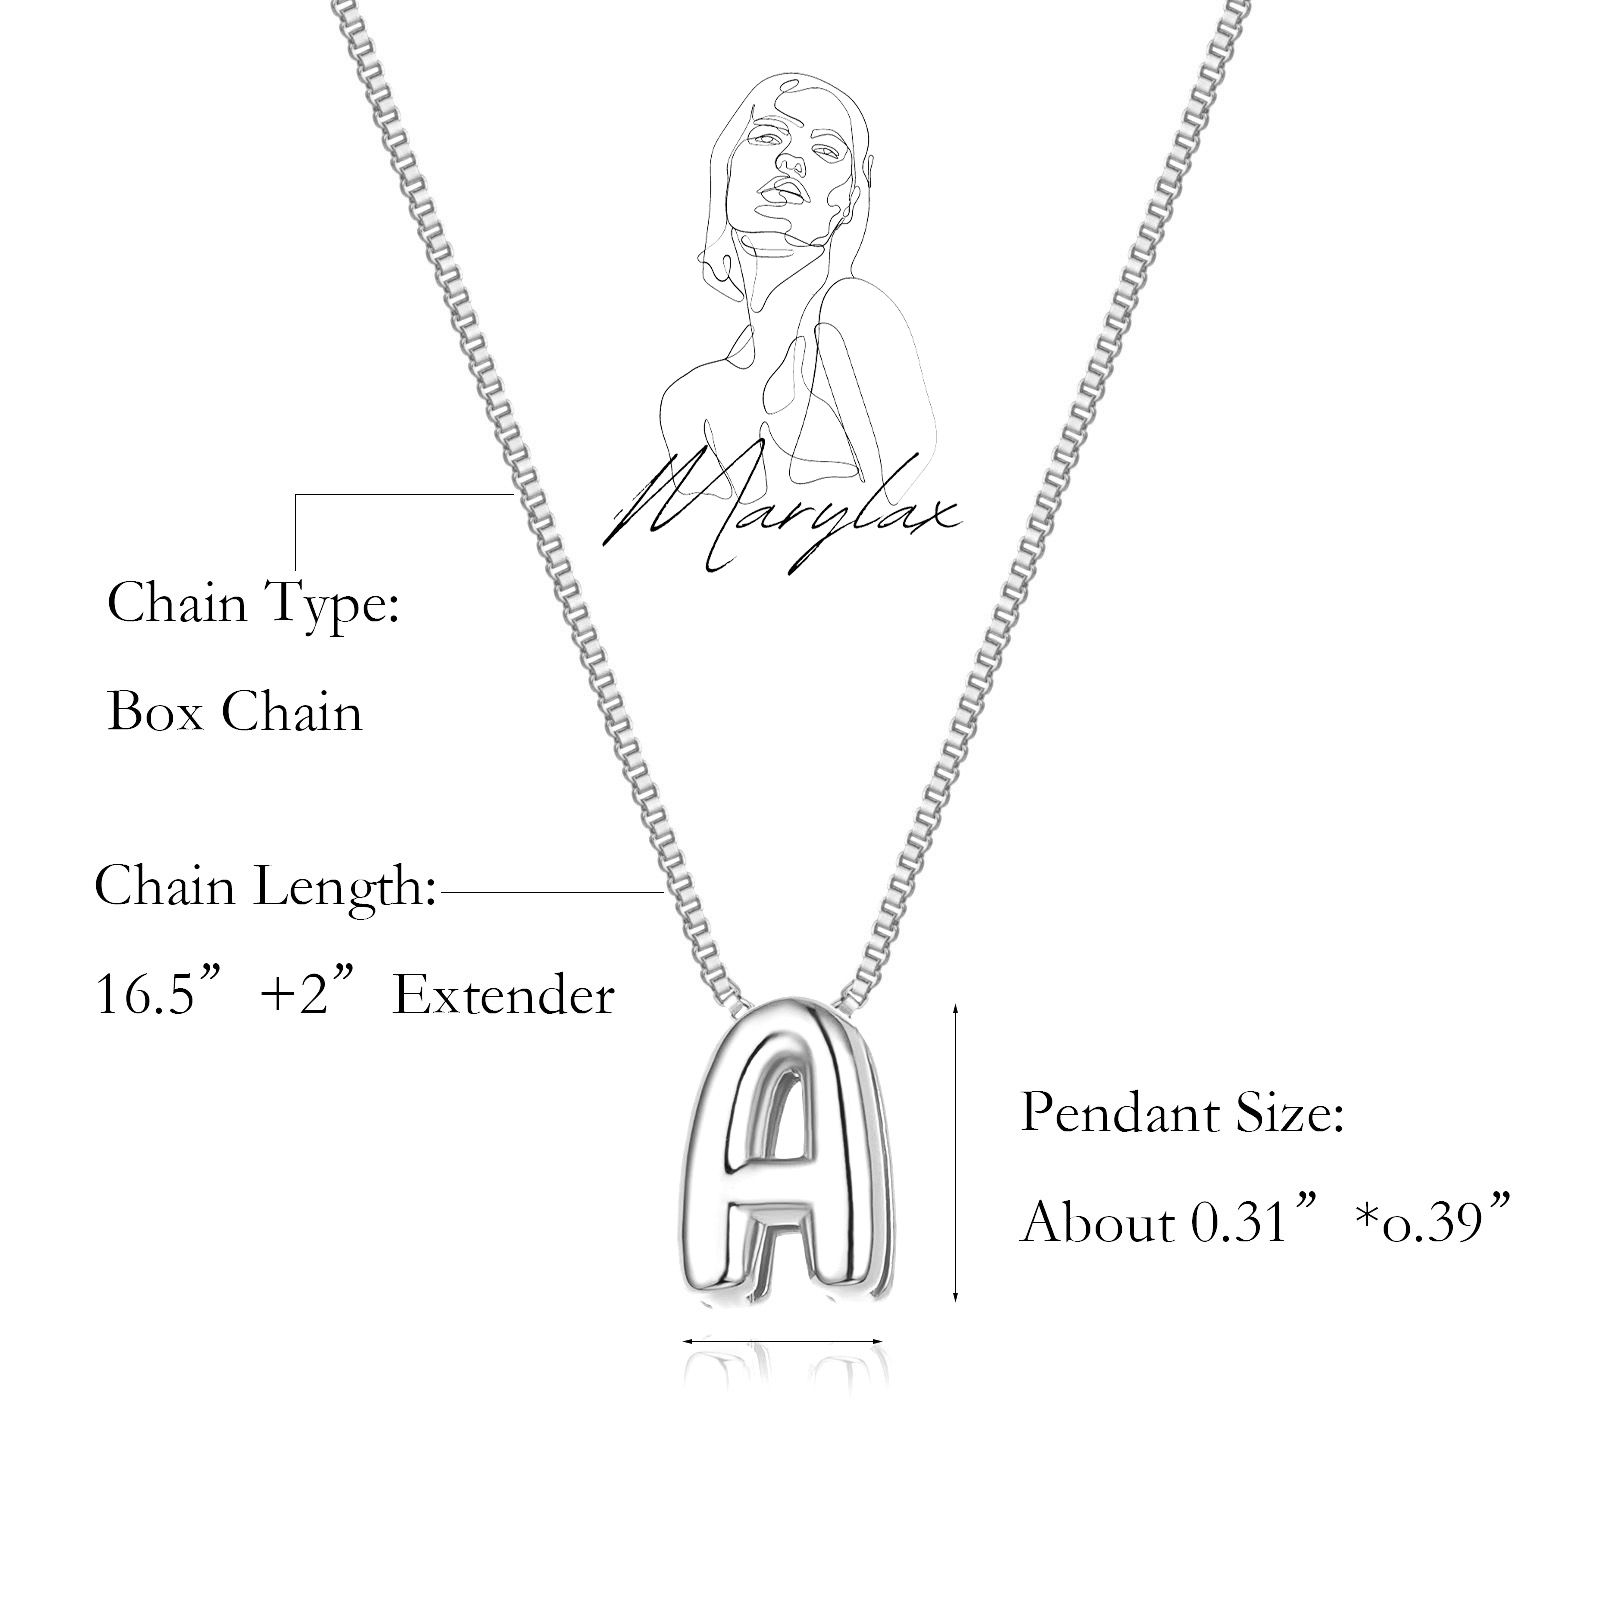 Marylax
Chain Type:
Box Chain
Chain Length:
16.5” +2” Extender
A
Pendant Size:
About 0.31” *o.39”